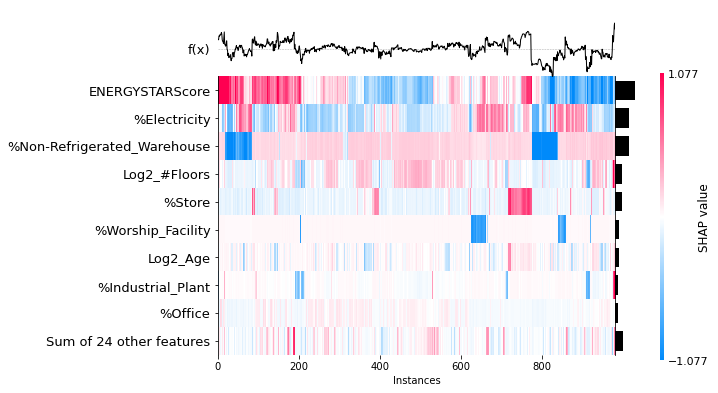 f(x)
1.077
ENERGYSTARScore
%Electricity
%Non-Refrigerated_Warehouse
Log2_#Floors
%Store
%Worship_Facility
Log2_Age
%Industrial_Plant
%Office
Sum of 24 other features
SHAP value
−1.077
0
200
400
600
800
Instances